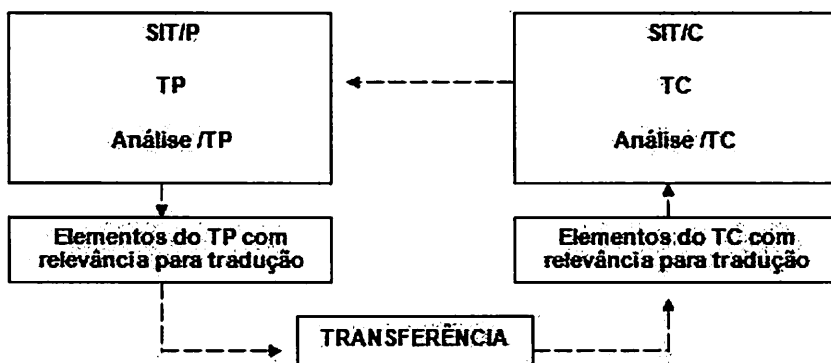 SIT/P
TP
Análise /TP
SIT/C
TC
Análise /TC
Elementos do TP com
relevância para tradução
Elementos do TC com
relevância para tradução
TRANSFERÊNCIA